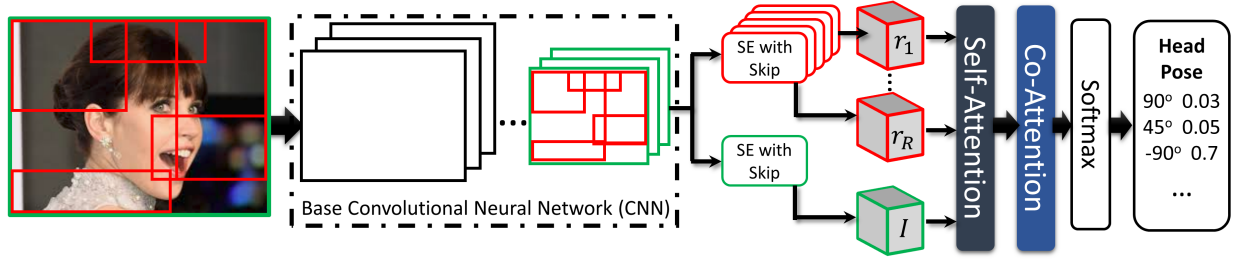 Base Convolutional Neural Network (CNN)
SE with
Skip
SE with
Skip
r₁
r_R
I
Self-Attention
Co-Attention
Softmax
Head
Pose
90° 0.03
45° 0.05
-90° 0.7
...